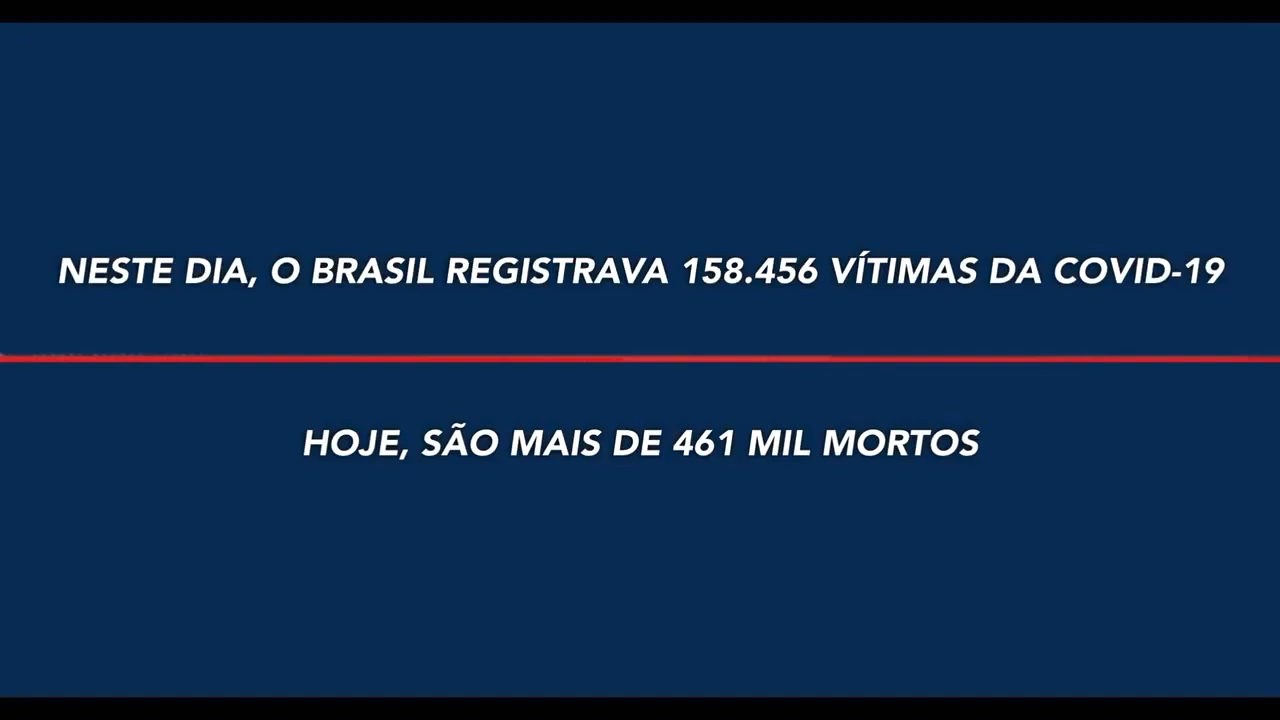 NESTE DIA, O BRASIL REGISTRAVA 158.456 VÍTIMAS DA COVID-19
HOJE, SÃO MAIS DE 461 MIL MORTOS